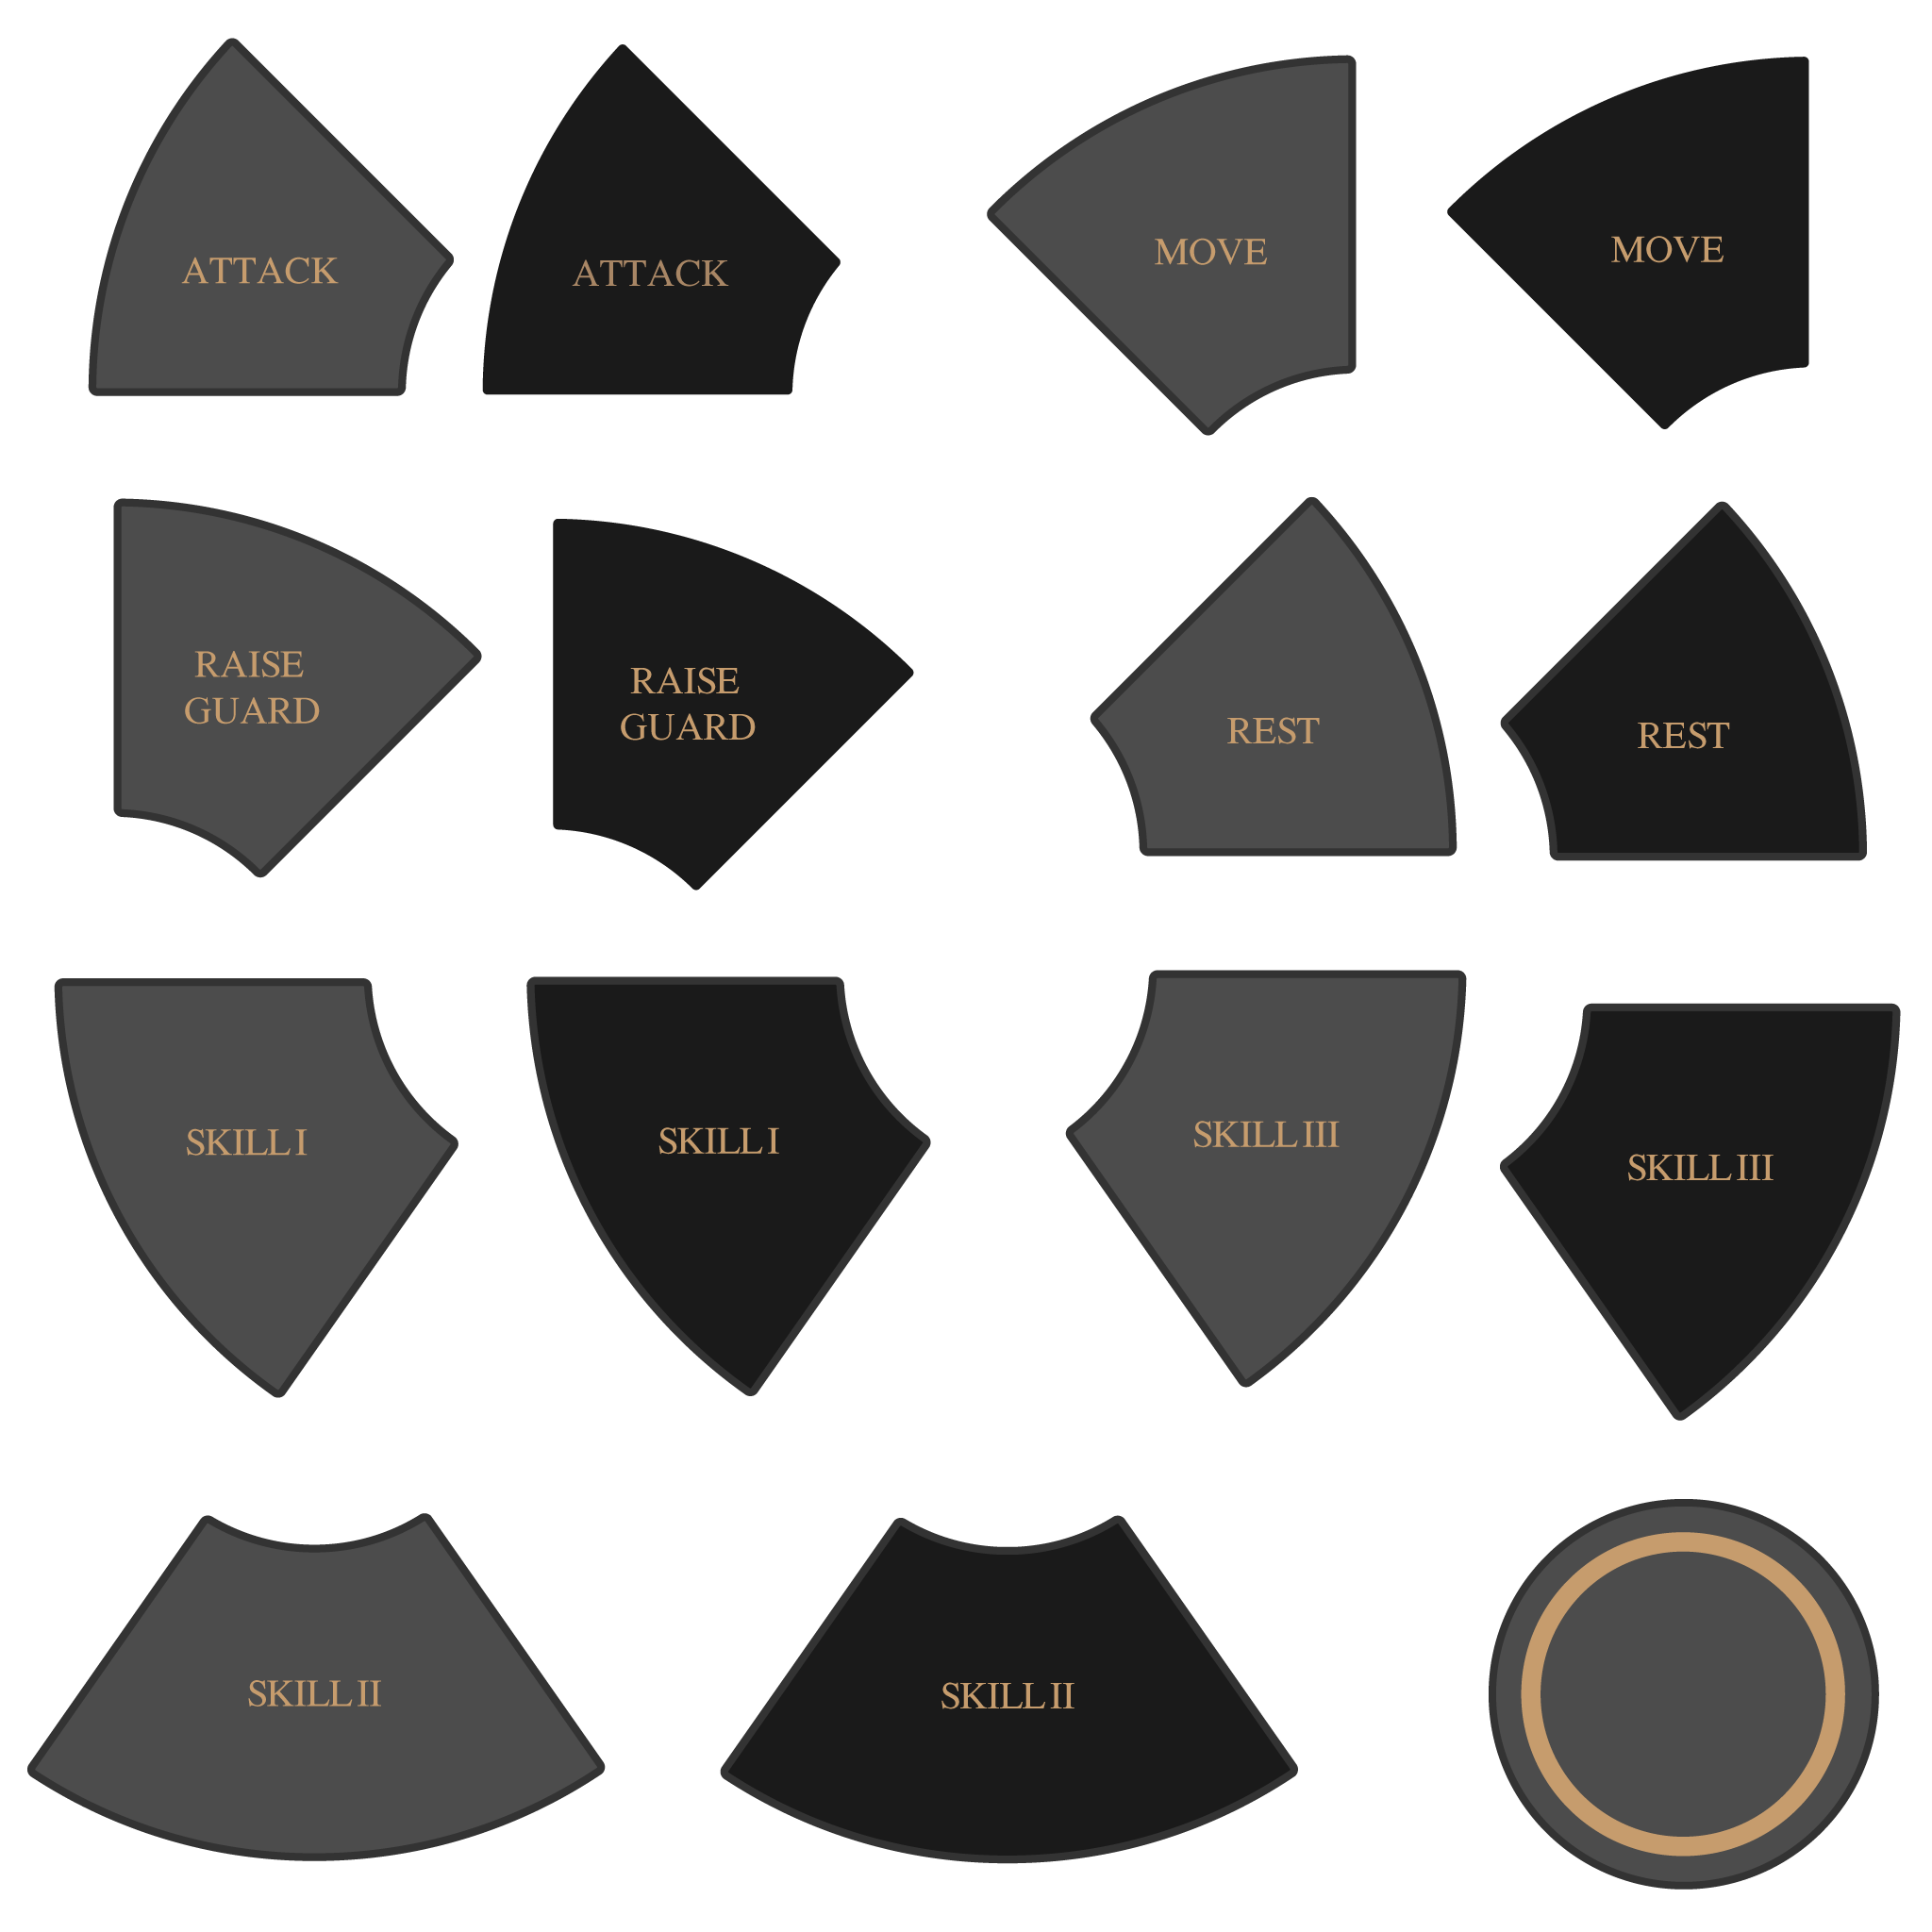 ATTACK
ATTACK
MOVE
MOVE
RAISE
GUARD
RAISE
GUARD
REST
REST
SKILL I
SKILL I
SKILL III
SKILL III
SKILL II
SKILL II